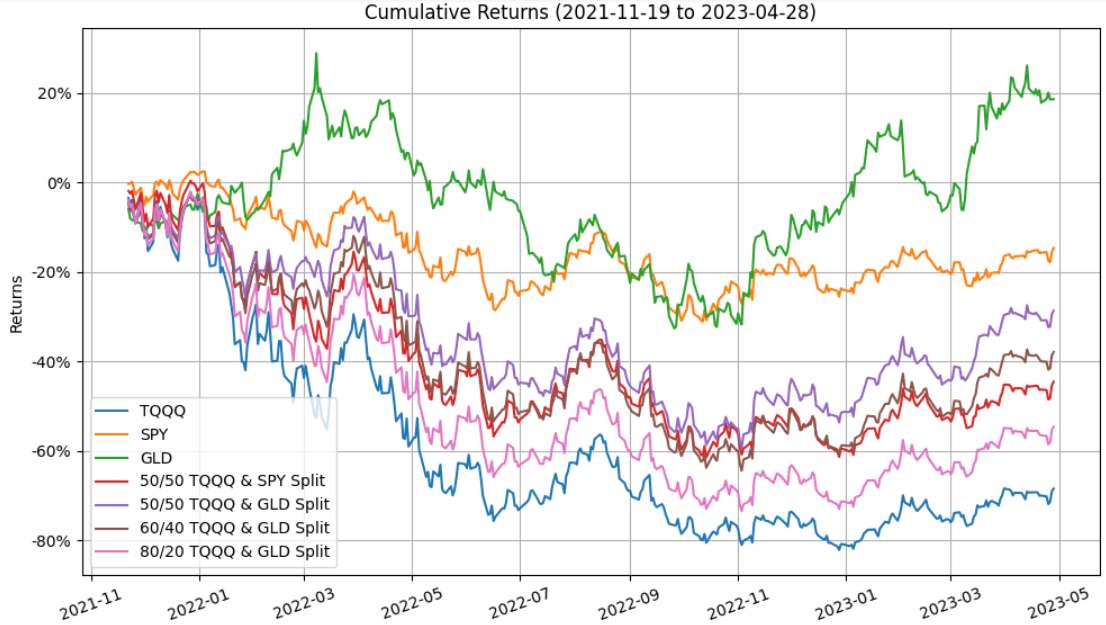 Cumulative Returns (2021-11-19 to 2023-04-28)
20%
0%
-20%
-40%
-60%
-80%
Returns
TQQQ
SPY
GLD
50/50 TQQQ & SPY Split
50/50 TQQQ & GLD Split
60/40 TQQQ & GLD Split
80/20 TQQQ & GLD Split
2021-11
2022-01
2022-03
2022-05
2022-07
2022-09
2022-11
2023-01
2023-03
2023-05